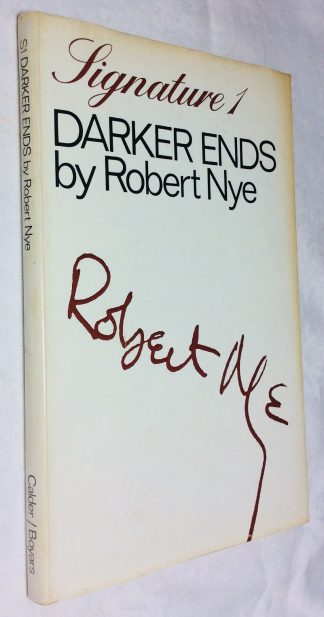 Signature 1
DARKER ENDS
by Robert Nye
Robert Nye
S1 DARKER ENDS by Robert Nye
Calder / Boyars